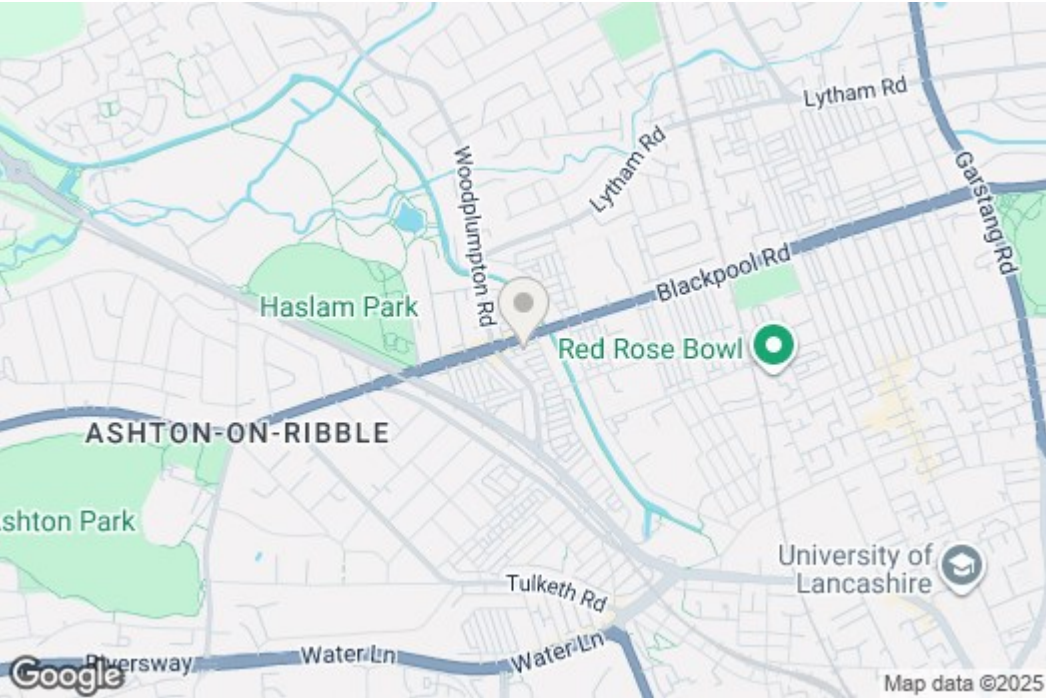 Lytham Rd
Lytham Rd
Woodplumpton Rd
Garstang Rd
Blackpool Rd
Haslam Park
Red Rose Bowl
ASHTON-ON-RIBBLE
shton Park
University of
Lancashire
Tulketh Rd
Water Ln
Water Ln
Riversway
Google
Map data ©2025